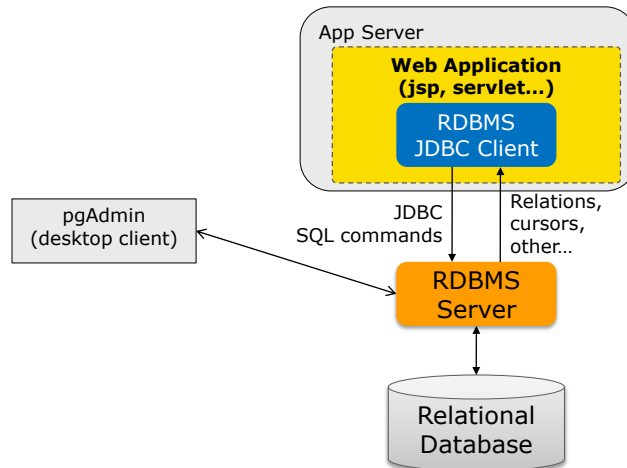 App Server
Web Application
(jsp, servlet...)
RDBMS
JDBC Client
pgAdmin
(desktop client)
JDBC
SQL commands
Relations,
cursors,
other…
RDBMS
Server
Relational
Database